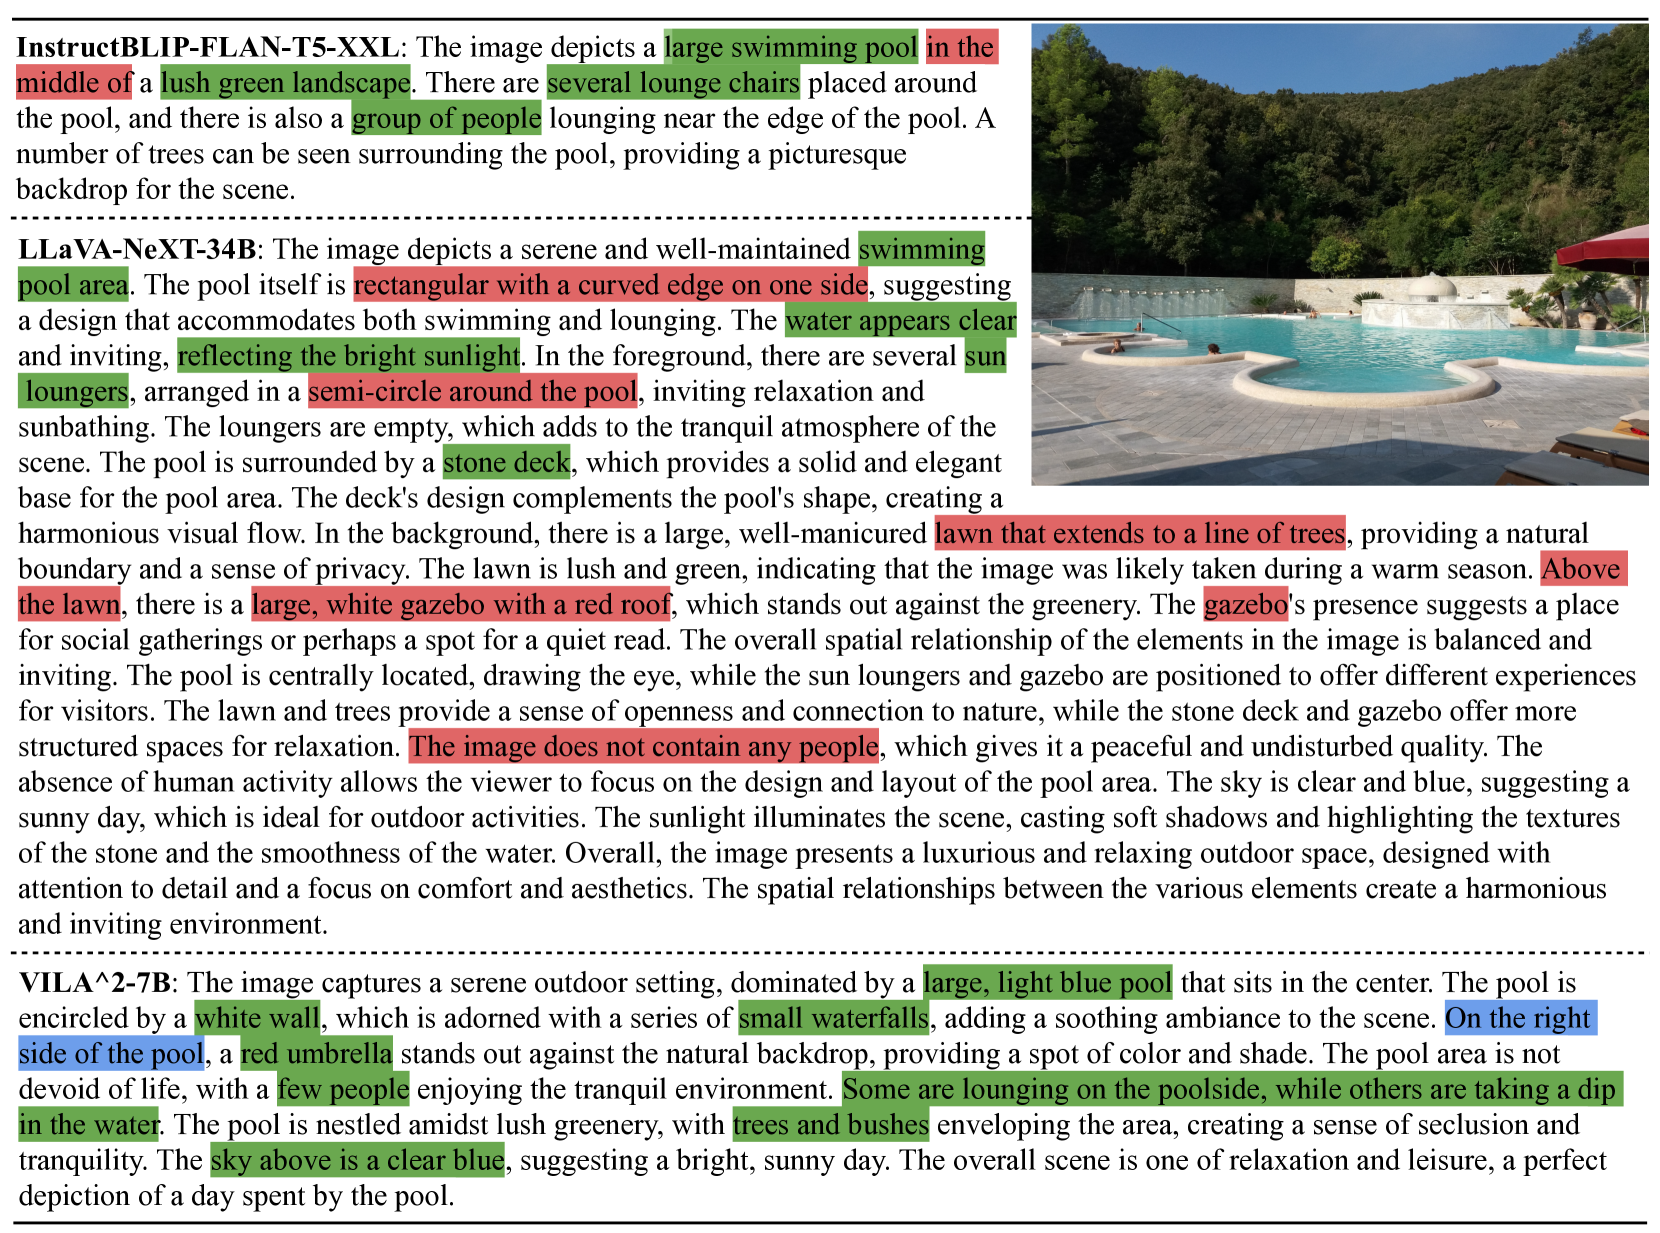 InstructBLIP-FLAN-T5-XXL: The image depicts a large swimming pool in the
middle of a lush green landscape. There are several lounge chairs placed around
the pool, and there is also a group of people lounging near the edge of the pool. A
number of trees can be seen surrounding the pool, providing a picturesque
backdrop for the scene.
LLaVA-NeXT-34B: The image depicts a serene and well-maintained swimming
pool area. The pool itself is rectangular with a curved edge on one side, suggesting
a design that accommodates both swimming and lounging. The water appears clear
and inviting, reflecting the bright sunlight. In the foreground, there are several sun
loungers, arranged in a semi-circle around the pool, inviting relaxation and
sunbathing. The loungers are empty, which adds to the tranquil atmosphere of the
scene. The pool is surrounded by a stone deck, which provides a solid and elegant
base for the pool area. The deck's design complements the pool's shape, creating a
harmonious visual flow. In the background, there is a large, well-manicured lawn that extends to a line of trees, providing a natural
boundary and a sense of privacy. The lawn is lush and green, indicating that the image was likely taken during a warm season. Above
the lawn, there is a large, white gazebo with a red roof, which stands out against the greenery. The gazebo's presence suggests a place
for social gatherings or perhaps a spot for a quiet read. The overall spatial relationship of the elements in the image is balanced and
inviting. The pool is centrally located, drawing the eye, while the sun loungers and gazebo are positioned to offer different experiences
for visitors. The lawn and trees provide a sense of openness and connection to nature, while the stone deck and gazebo offer more
structured spaces for relaxation. The image does not contain any people, which gives it a peaceful and undisturbed quality. The
absence of human activity allows the viewer to focus on the design and layout of the pool area. The sky is clear and blue, suggesting a
sunny day, which is ideal for outdoor activities. The sunlight illuminates the scene, casting soft shadows and highlighting the textures
of the stone and the smoothness of the water. Overall, the image presents a luxurious and relaxing outdoor space, designed with
attention to detail and a focus on comfort and aesthetics. The spatial relationships between the various elements create a harmonious
and inviting environment.
VILA^2-7B: The image captures a serene outdoor setting, dominated by a large, light blue pool that sits in the center. The pool is
encircled by a white wall, which is adorned with a series of small waterfalls, adding a soothing ambiance to the scene. On the right
side of the pool, a red umbrella stands out against the natural backdrop, providing a spot of color and shade. The pool area is not
devoid of life, with a few people enjoying the tranquil environment. Some are lounging on the poolside, while others are taking a dip
in the water. The pool is nestled amidst lush greenery, with trees and bushes enveloping the area, creating a sense of seclusion and
tranquility. The sky above is a clear blue, suggesting a bright, sunny day. The overall scene is one of relaxation and leisure, a perfect
depiction of a day spent by the pool.